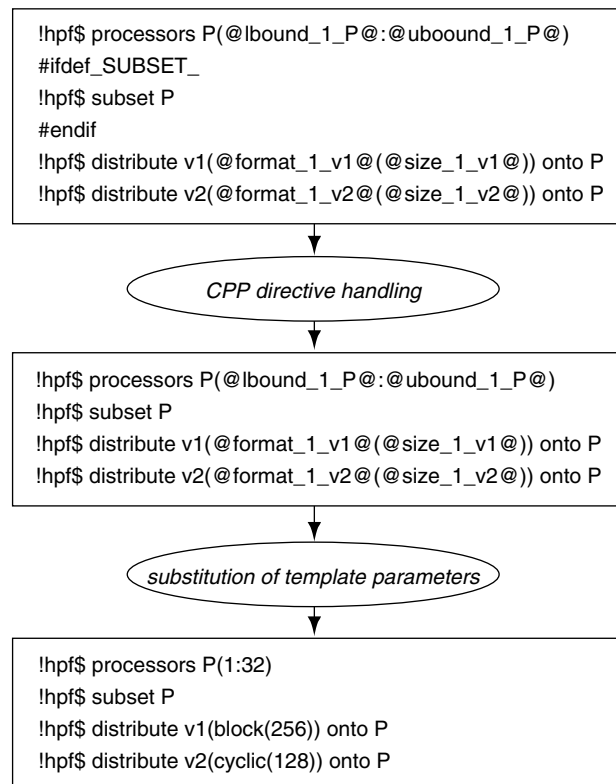 !hpf$ processors P(@lbound_1_P@:@uboound_1_P@)
#ifdef_SUBSET_
!hpf$ subset P
#endif
!hpf$ distribute v1(@format_1_v1@(@size_1_v1@)) onto P
!hpf$ distribute v2(@format_1_v2@(@size_1_v2@)) onto P
CPP directive handling
!hpf$ processors P(@lbound_1_P@:@ubound_1_P@)
!hpf$ subset P
!hpf$ distribute v1(@format_1_v1@(@size_1_v1@)) onto P
!hpf$ distribute v2(@format_1_v2@(@size_1_v2@)) onto P
substitution of template parameters
!hpf$ processors P(1:32)
!hpf$ subset P
!hpf$ distribute v1(block(256)) onto P
!hpf$ distribute v2(cyclic(128)) onto P